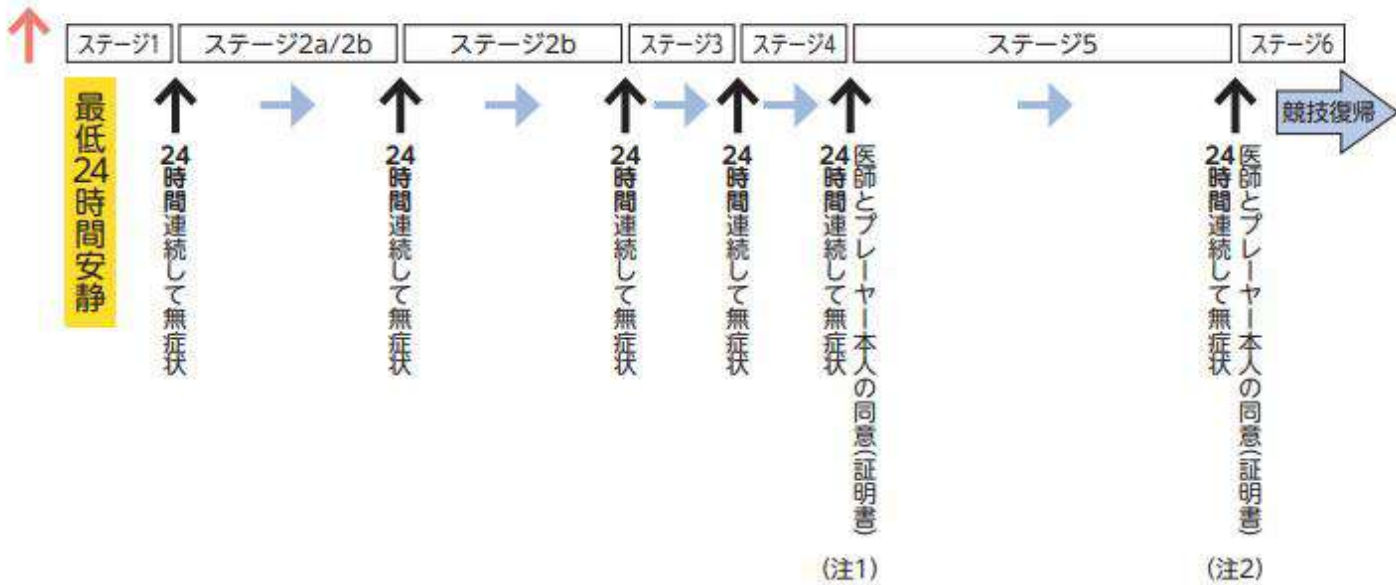 ステージ1
ステージ2a/2b
ステージ2b
ステージ3
ステージ4
ステージ5
ステージ6
最低24時間安静
24時間連続して無症状
24時間連続して無症状
24時間連続して無症状
24時間連続して無症状
24時間連続して無症状
医師とプレーヤー本人の同意(証明書)
(注1)
24時間連続して無症状
医師とプレーヤー本人の同意(証明書)
(注2)
競技復帰